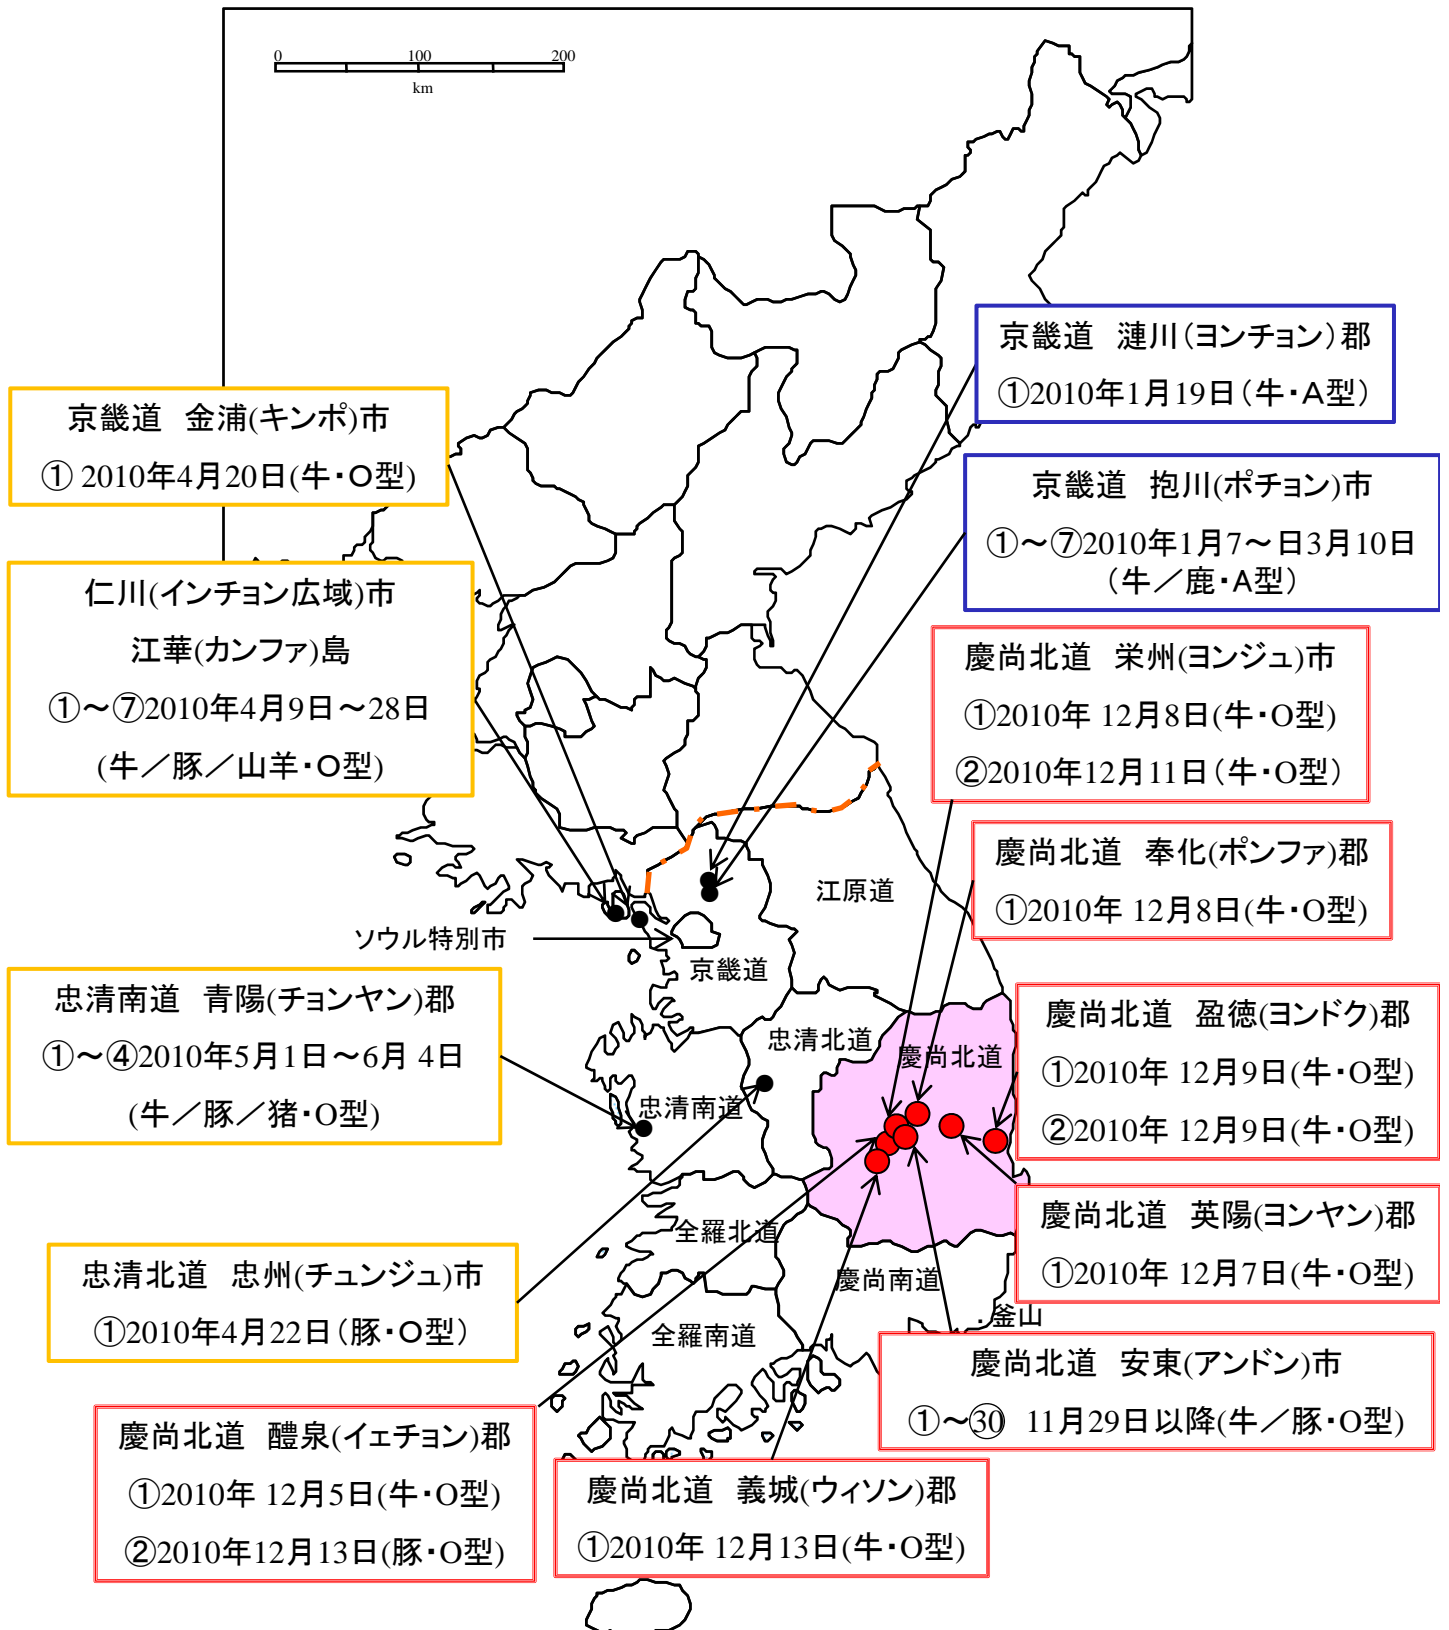 0 100 200
km
京畿道 漣川(ヨンチョン)郡
①2010年1月19日(牛・A型)
京畿道 金浦(キンポ)市
① 2010年4月20日(牛・O型)
京畿道 抱川(ポチョン)市
①～⑦2010年1月7～日3月10日
(牛／鹿・A型)
仁川(インチョン広域)市
江華(カンファ)島
①～⑦2010年4月9日～28日
(牛／豚／山羊・O型)
慶尚北道 栄州(ヨンジュ)市
①2010年 12月8日(牛・O型)
②2010年12月11日(牛・O型)
慶尚北道 奉化(ポンファ)郡
①2010年 12月8日(牛・O型)
江原道
ソウル特別市
京畿道
忠清南道 青陽(チョンヤン)郡
①～④2010年5月1日～6月 4日
(牛／豚／猪・O型)
慶尚北道 盈徳(ヨンドク)郡
①2010年 12月9日(牛・O型)
②2010年 12月9日(牛・O型)
忠清北道
慶尚北道
忠清南道
慶尚北道 英陽(ヨンヤン)郡
①2010年 12月7日(牛・O型)
全羅北道
忠清北道 忠州(チュンジュ)市
①2010年4月22日(豚・O型)
慶尚南道
・釜山
全羅南道
慶尚北道 安東(アンドン)市
①～㉚ 11月29日以降(牛／豚・O型)
慶尚北道 醴泉(イェチョン)郡
①2010年 12月5日(牛・O型)
②2010年12月13日(豚・O型)
慶尚北道 義城(ウィソン)郡
①2010年 12月13日(牛・O型)